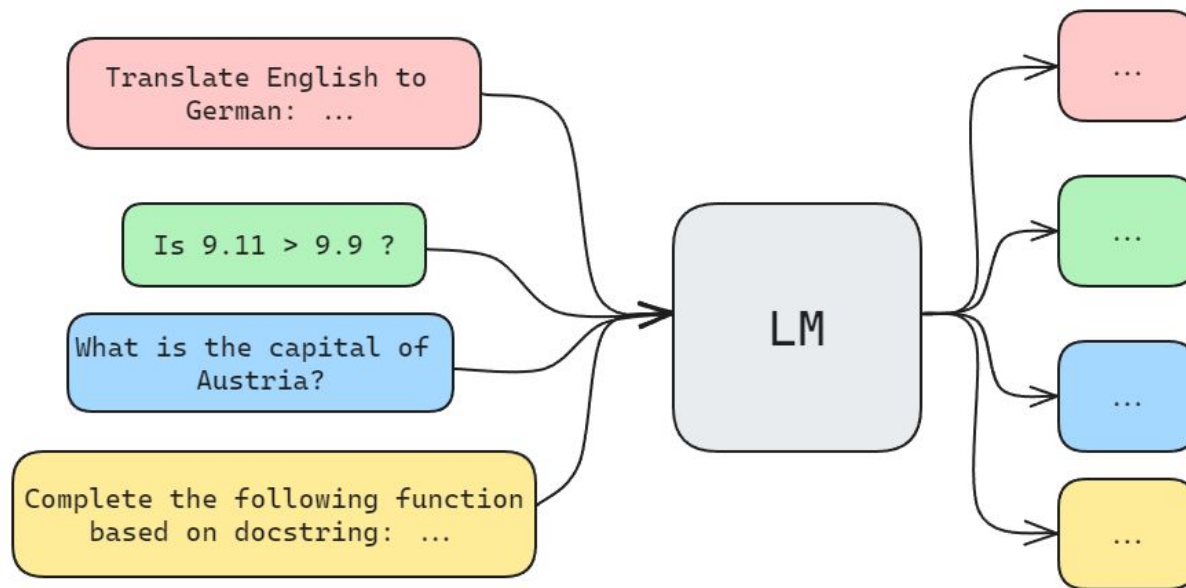 Translate English to
German: ...
...
Is 9.11 > 9.9 ?
...
LM
What is the capital of
Austria?
...
Complete the following function
based on docstring: ...
...